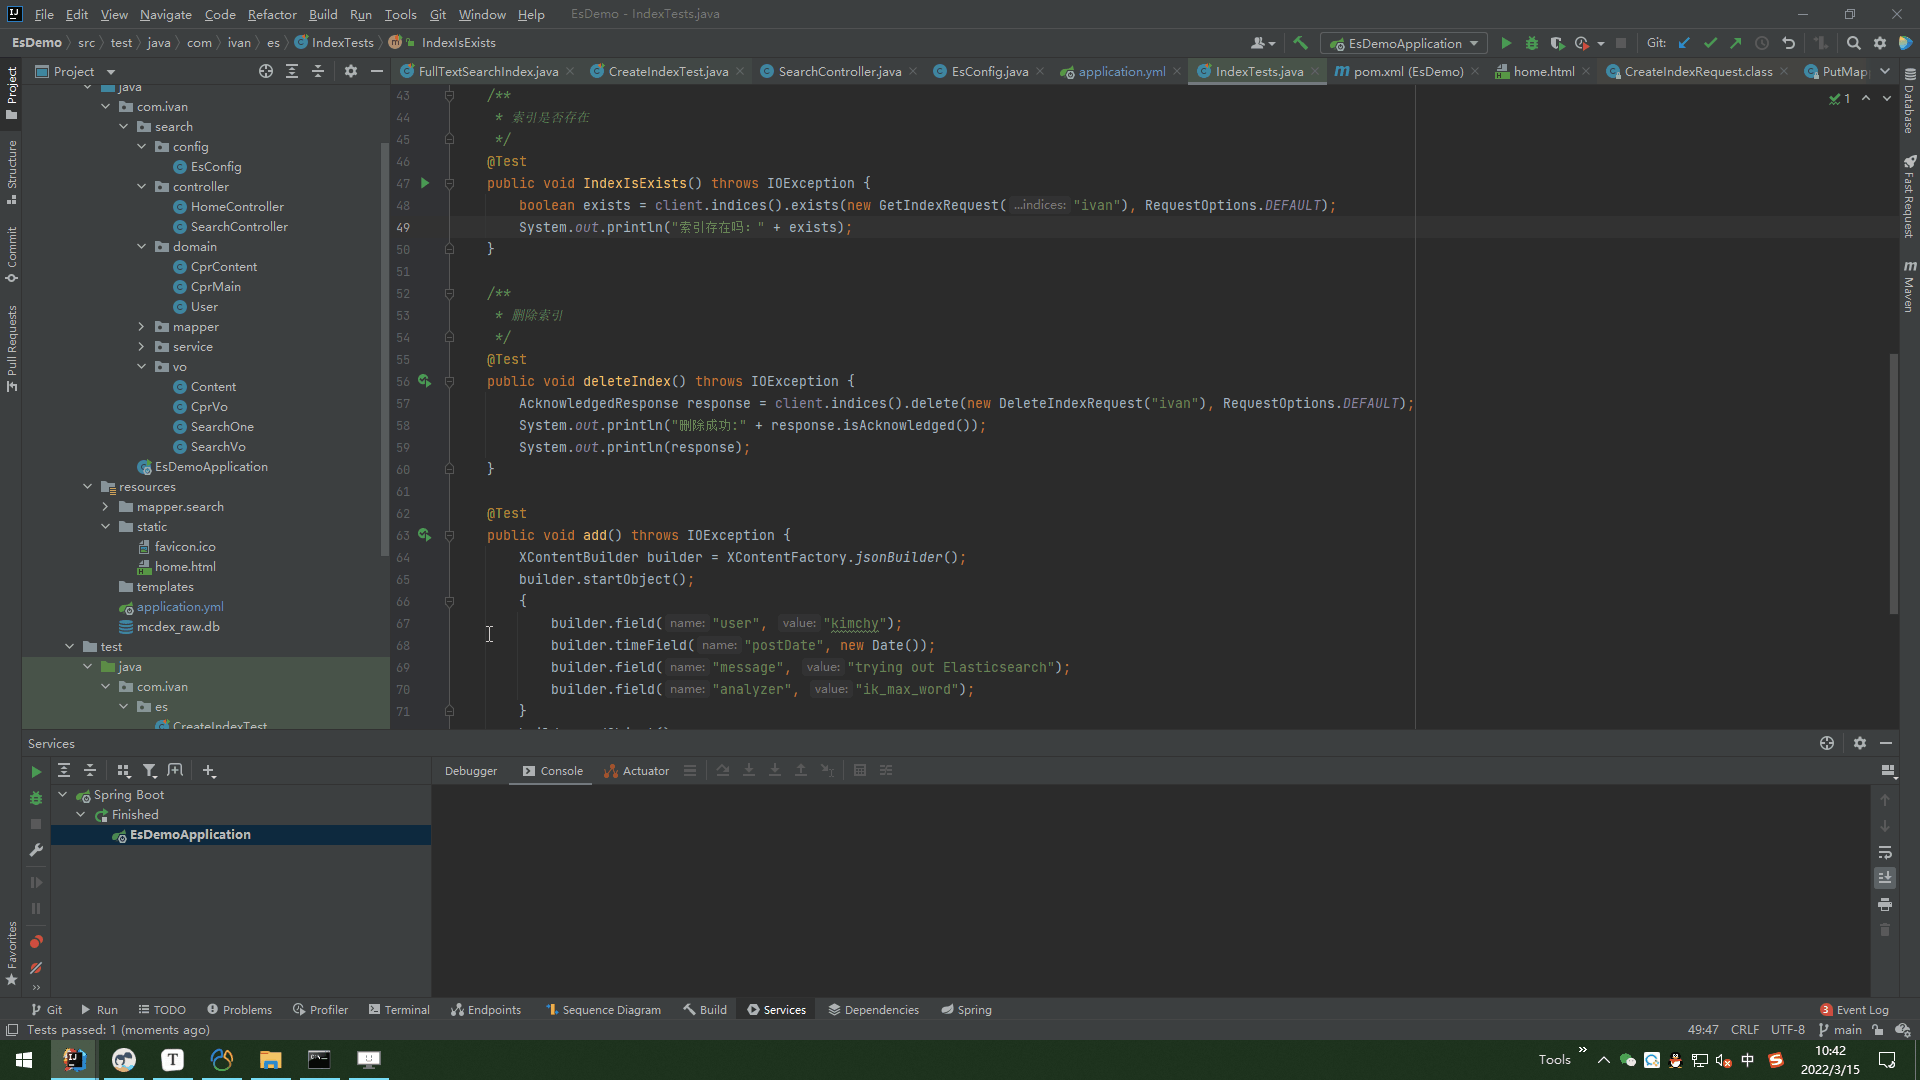 File Edit View Navigate Code Refactor Build Run Tools Git Window Help EsDemo - IndexTests.java
EsDemo src test java com ivan es IndexTests IndexIsExists
EsDemoApplication Git:
Project
FullTextSearchIndex.java CreateIndexTest.java SearchController.java EsConfig.java application.yml IndexTests.java pom.xml (EsDemo) home.html CreateIndexRequest.class PutMap
Project
Structure
Commit
Pull Requests
Favorites
java
com.ivan
search
config
EsConfig
controller
HomeController
SearchController
domain
CprContent
CprMain
User
mapper
service
vo
Content
CprVo
SearchOne
SearchVo
EsDemoApplication
resources
mapper.search
static
favicon.ico
home.html
templates
application.yml
mcdex_raw.db
test
java
com.ivan
es
CreateIndexTest
1
43 /**
44 * 索引是否存在
45 */
46 @Test
47 public void IndexIsExists() throws IOException {
48 boolean exists = client.indices().exists(new GetIndexRequest( ...indices: "ivan"), RequestOptions.DEFAULT);
49 System.out.println("索引存在吗：" + exists);
50 }
51
52 /**
53 * 删除索引
54 */
55 @Test
56 public void deleteIndex() throws IOException {
57 AcknowledgedResponse response = client.indices().delete(new DeleteIndexRequest("ivan"), RequestOptions.DEFAULT);
58 System.out.println("删除成功:" + response.isAcknowledged());
59 System.out.println(response);
60 }
61
62 @Test
63 public void add() throws IOException {
64 XContentBuilder builder = XContentFactory.jsonBuilder();
65 builder.startObject();
66 {
67 builder.field( name: "user", value: "kimchy");
68 builder.timeField( name: "postDate", new Date());
69 builder.field( name: "message", value: "trying out Elasticsearch");
70 builder.field( name: "analyzer", value: "ik_max_word");
71 }
Database
Fast Request
Maven
Services
Debugger Console Actuator
Spring Boot
Finished
EsDemoApplication
Git Run TODO Problems Profiler Terminal Endpoints Sequence Diagram Build Services Dependencies Spring 3 Event Log
Tests passed: 1 (moments ago) 49:47 CRLF UTF-8 main
Tools 中 10:42
2022/3/15